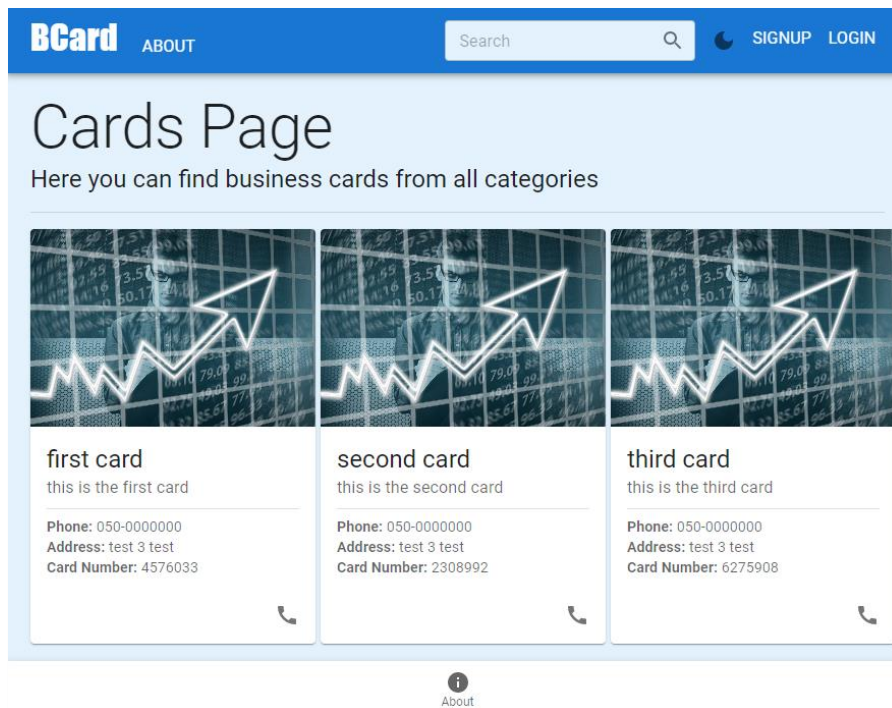 BCard ABOUT Search SIGNUP LOGIN
Cards Page
Here you can find business cards from all categories
first card
this is the first card
Phone: 050-0000000
Address: test 3 test
Card Number: 4576033
second card
this is the second card
Phone: 050-0000000
Address: test 3 test
Card Number: 2308992
third card
this is the third card
Phone: 050-0000000
Address: test 3 test
Card Number: 6275908
About